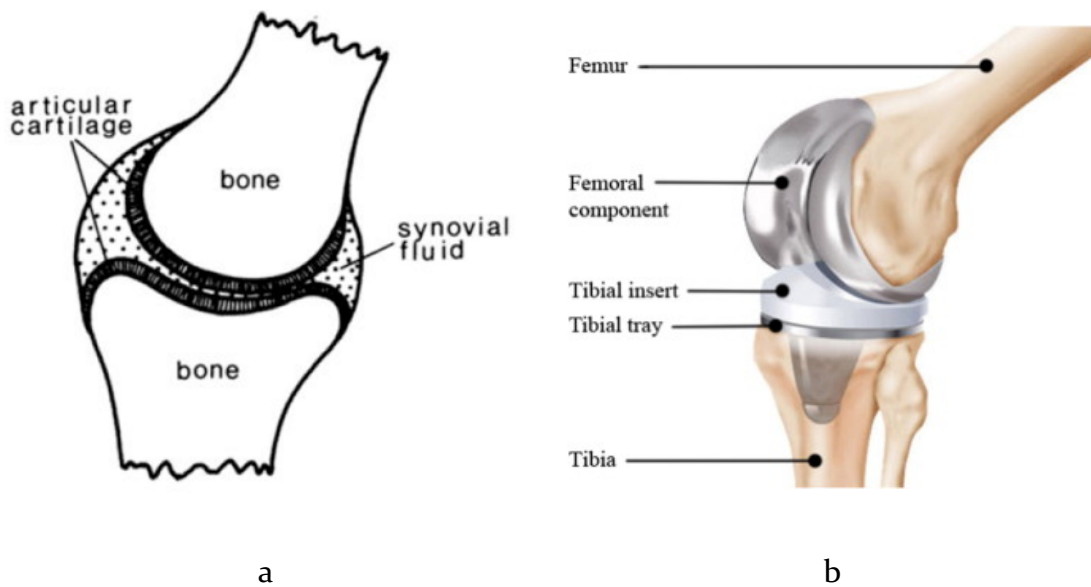 articular
cartilage
bone
synovial
fluid
bone
a
Femur
Femoral
component
Tibial insert
Tibial tray
Tibia
b